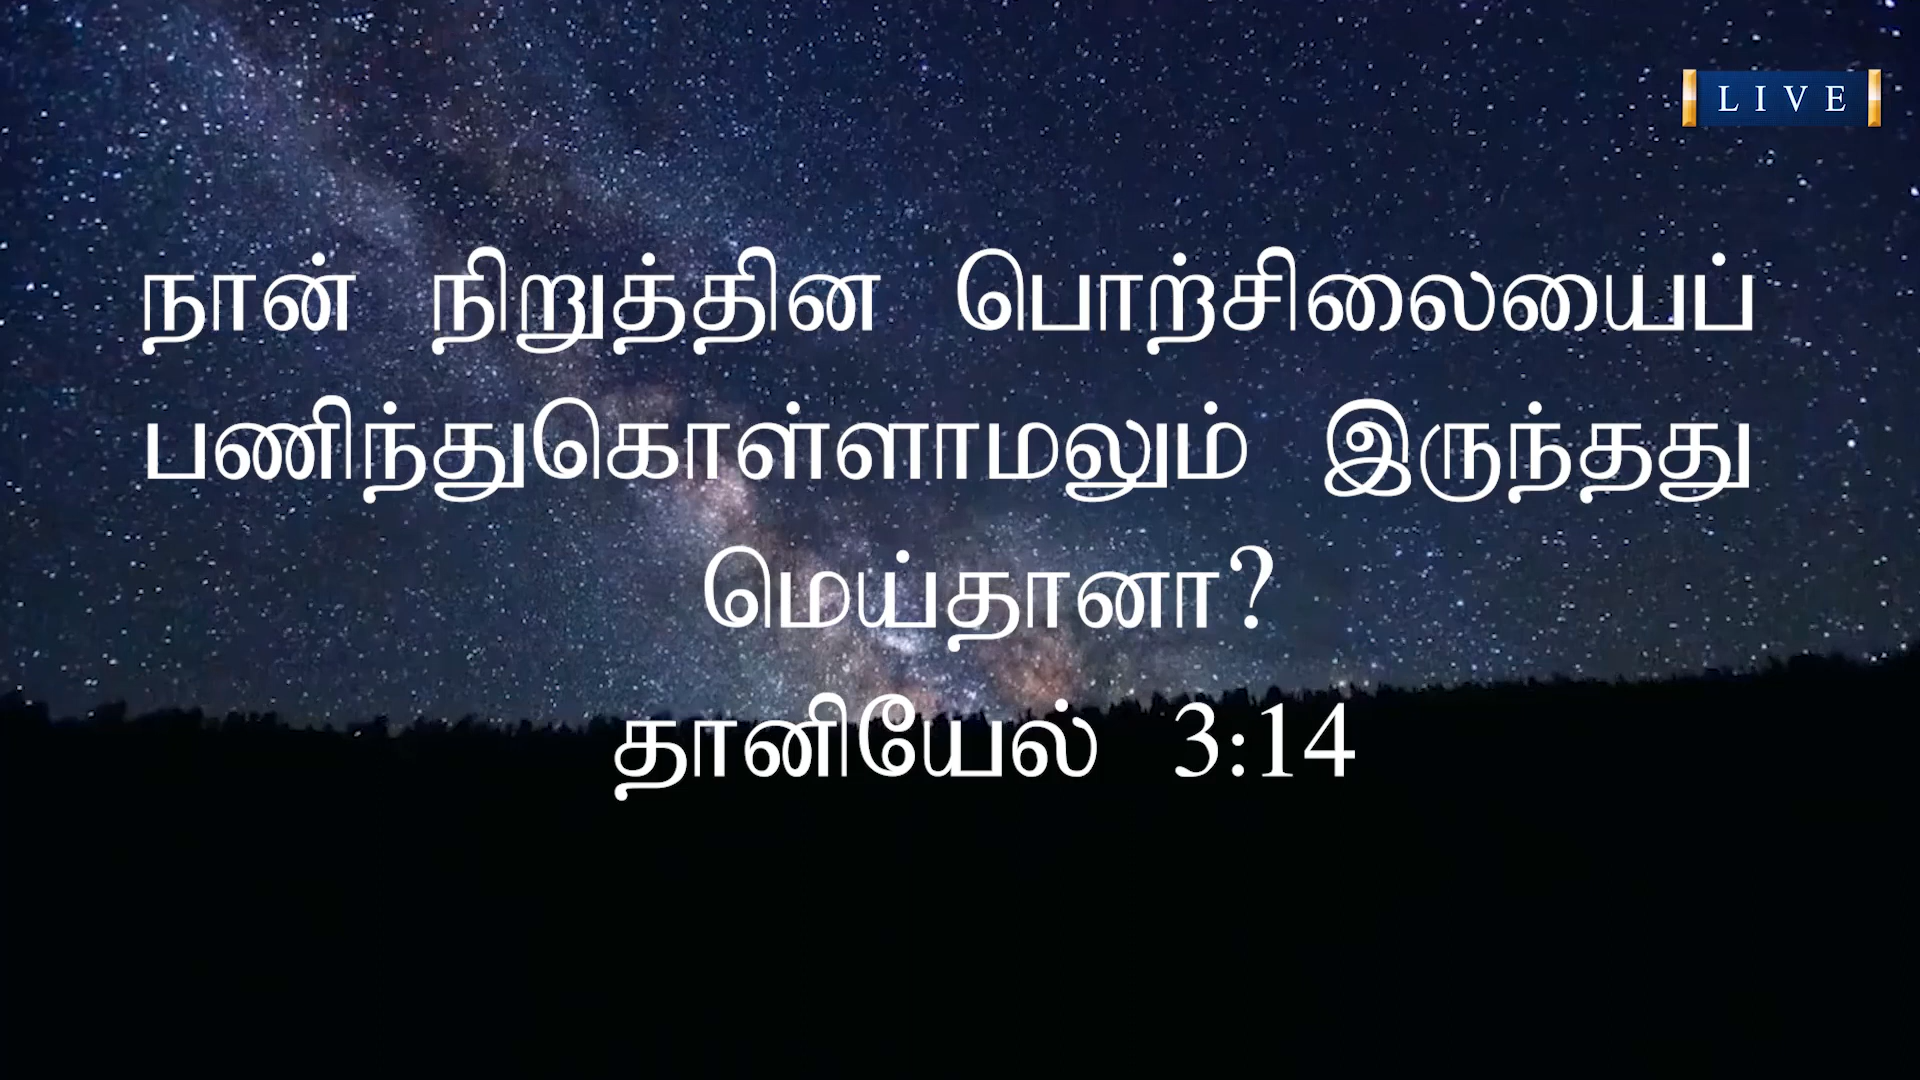 LIVE
நான் நிறுத்தின பொற்சிலையைப்
பணிந்துகொள்ளாமலும் இருந்தது
மெய்தானா?
தானியேல் 3:14